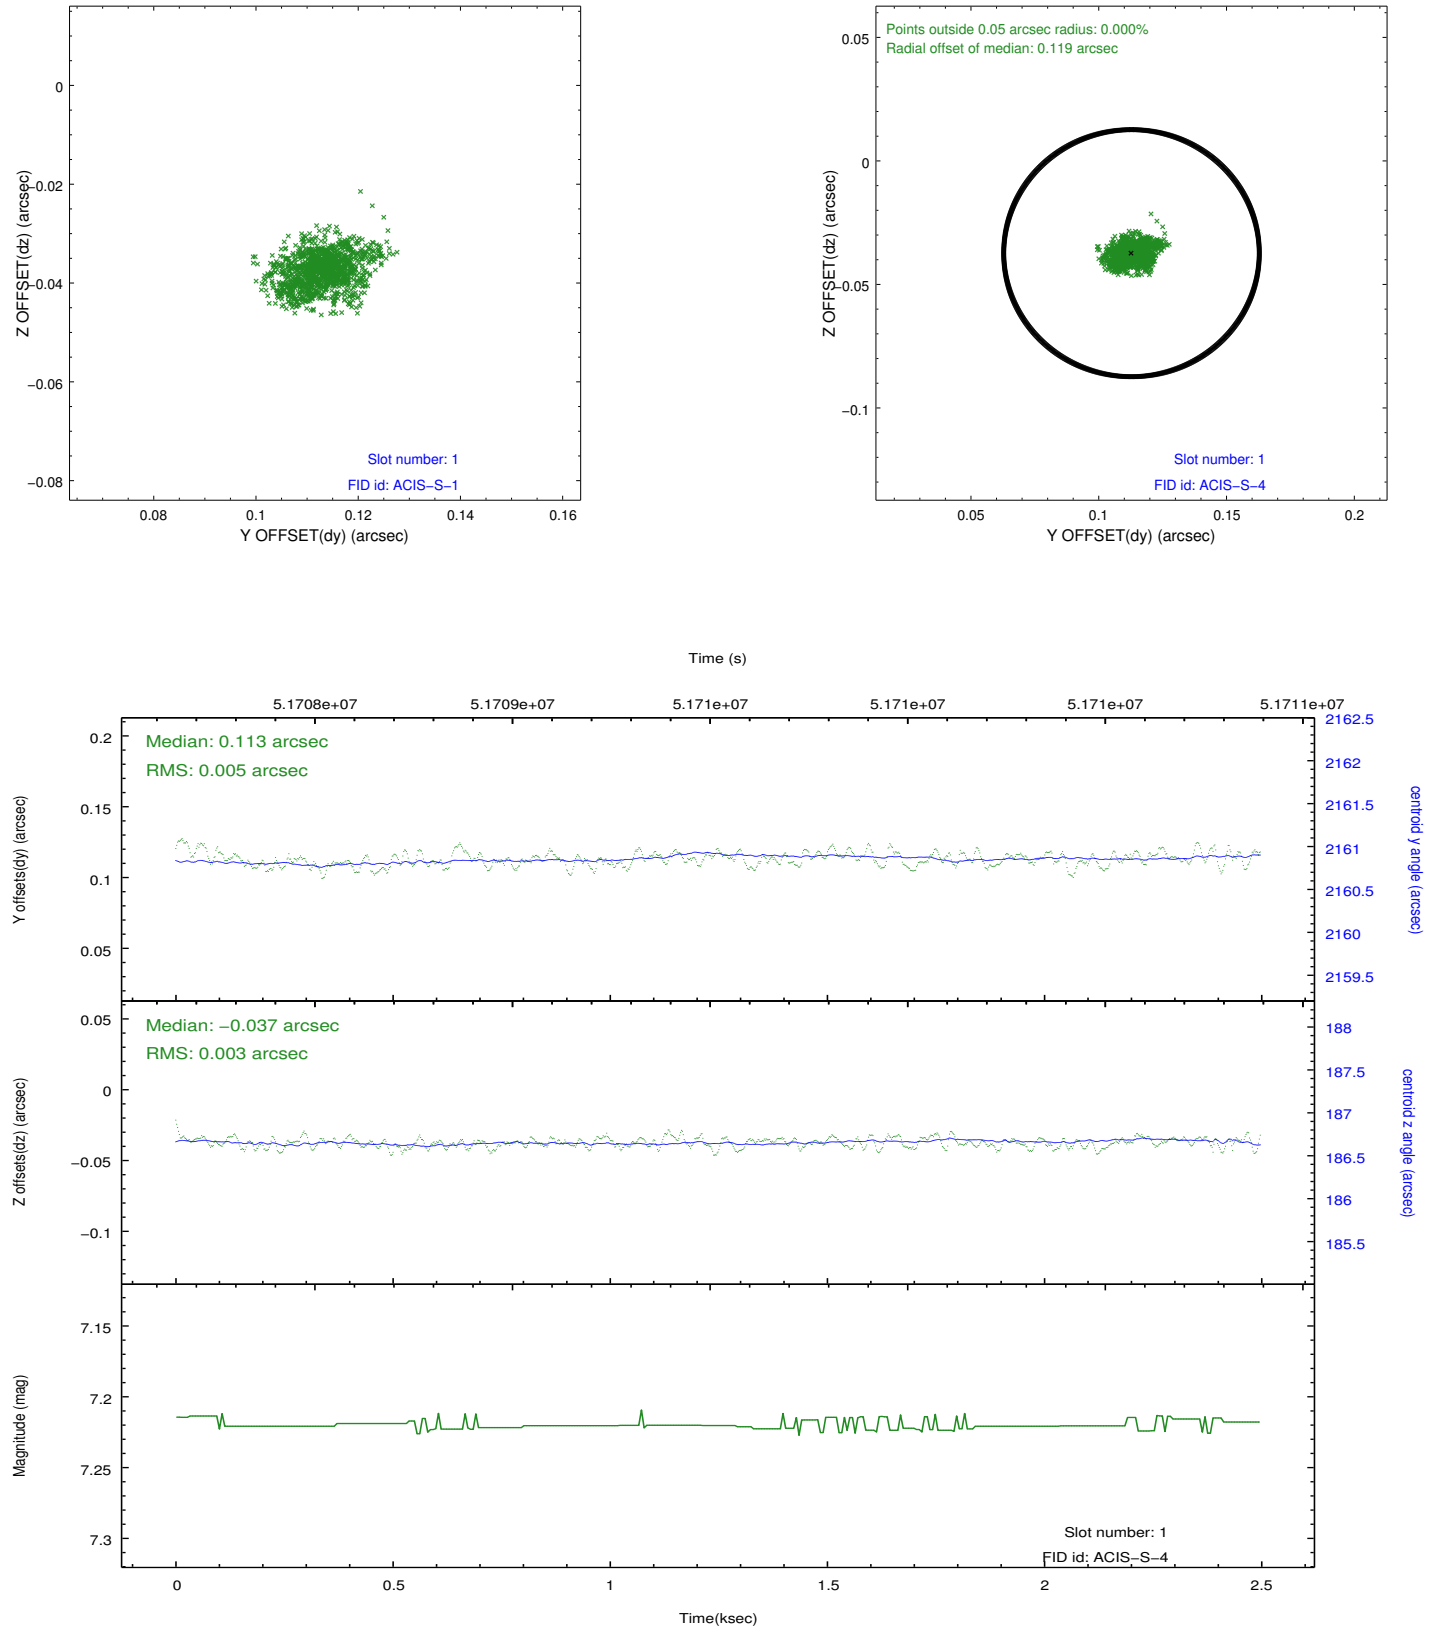 0
−0.02
−0.04
−0.06
−0.08
Z OFFSET(dz) (arcsec)
Slot number: 1
FID id: ACIS−S−1
0.08
0.1
0.12
0.14
0.16
Y OFFSET(dy) (arcsec)
Points outside 0.05 arcsec radius: 0.000%
Radial offset of median: 0.119 arcsec
0.05
0
−0.05
−0.1
Z OFFSET(dz) (arcsec)
Slot number: 1
FID id: ACIS−S−4
0.05
0.1
0.15
0.2
Y OFFSET(dy) (arcsec)
Time (s)
5.1708e+07
5.1709e+07
5.171e+07
5.171e+07
5.171e+07
5.1711e+07
Median: 0.113 arcsec
RMS: 0.005 arcsec
0.2
0.15
0.1
0.05
Y offsets(dy) (arcsec)
2162.5
2162
2161.5
2161
2160.5
2160
2159.5
centroid y angle (arcsec)
Median: −0.037 arcsec
RMS: 0.003 arcsec
0.05
0
−0.05
−0.1
Z offsets(dz) (arcsec)
188
187.5
187
186.5
186
185.5
centroid z angle (arcsec)
7.15
7.2
7.25
7.3
Magnitude (mag)
Slot number: 1
FID id: ACIS−S−4
0
0.5
1
1.5
2
2.5
Time(ksec)